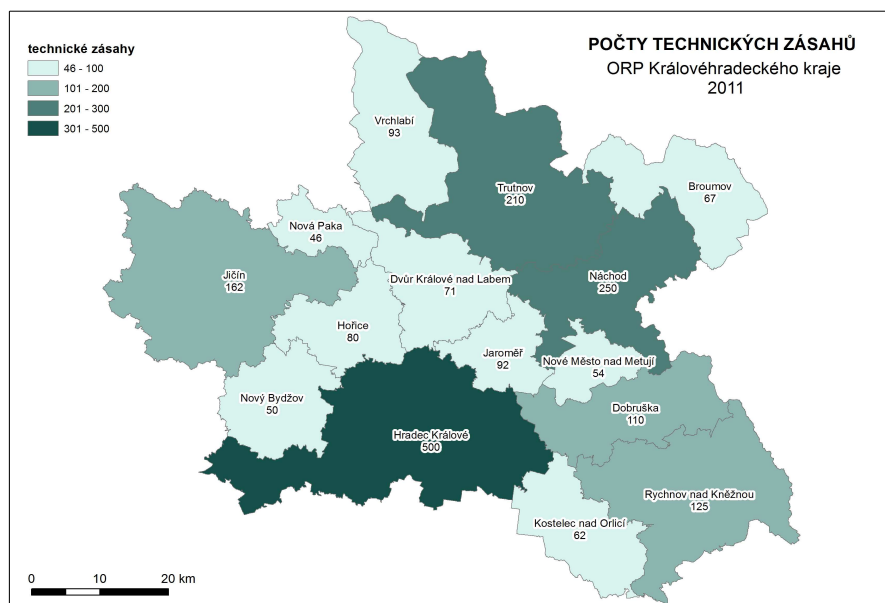 POČTY TECHNICKÝCH ZÁSAHŮ
ORP Královéhradeckého kraje
2011
technické zásahy
46 - 100
101 - 200
201 - 300
301 - 500
Vrchlabí
93
Trutnov
210
Broumov
67
Nová Paka
46
Jičín
162
Dvůr Králové nad Labem
71
Náchod
250
Hořice
80
Jaroměř
92
Nové Město nad Metují
54
Nový Bydžov
50
Dobruška
110
Hradec Králové
500
Rychnov nad Kněžnou
125
Kostelec nad Orlicí
62
0 10 20 km